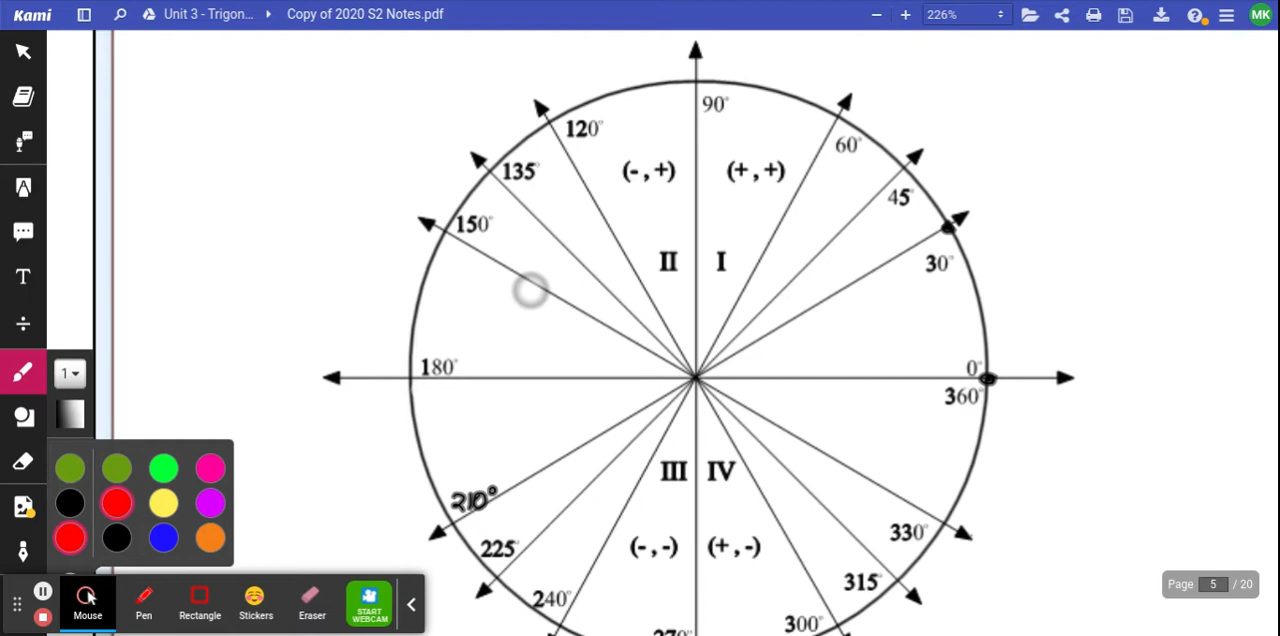 Kami
Unit 3 - Trigon...
Copy of 2020 S2 Notes.pdf
226%
MK
90°
120°
60°
135°
(- , +)
(+ , +)
45°
150°
30°
II
I
180°
0°
360°
1
III
IV
210°
330°
225°
(- , -)
(+ , -)
315°
240°
300°
270°
Page 5 / 20
Mouse
Pen
Rectangle
Stickers
Eraser
START
WEBCAM
T